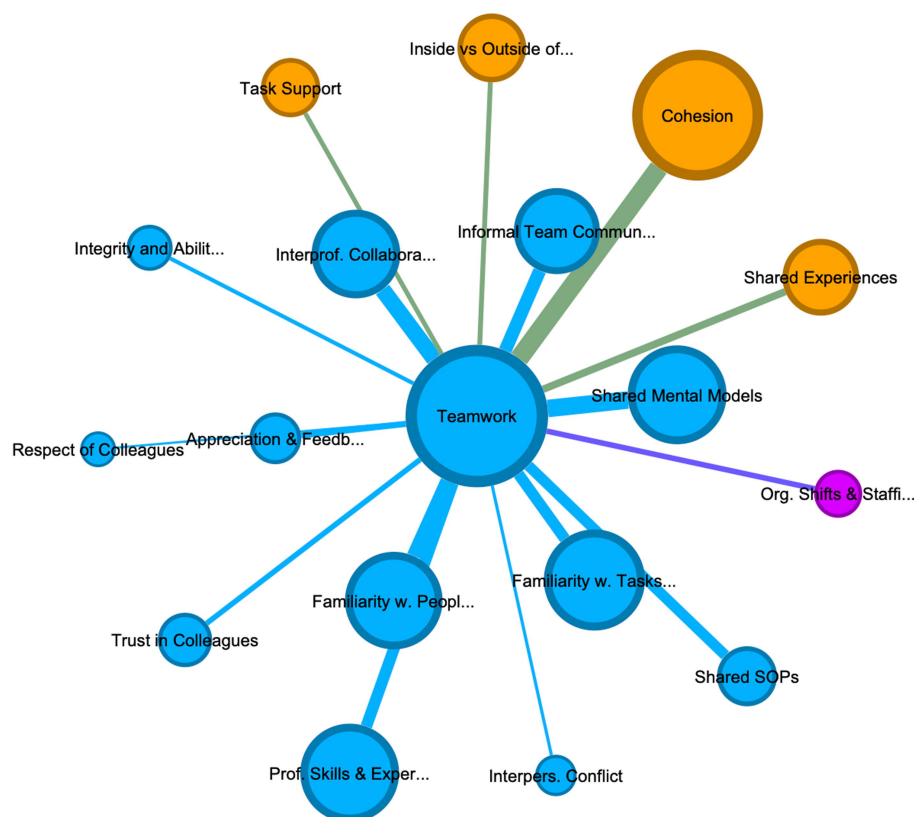 Inside vs Outside of...
Task Support
Cohesion
Informal Team Commun...
Integrity and Abilit...
Interprof. Collabora...
Shared Experiences
Shared Mental Models
Teamwork
Appreciation & Feedb...
Respect of Colleagues
Org. Shifts & Staffi...
Familiarity w. Tasks...
Familiarity w. Peopl...
Trust in Colleagues
Shared SOPs
Prof. Skills & Exper...
Interpers. Conflict